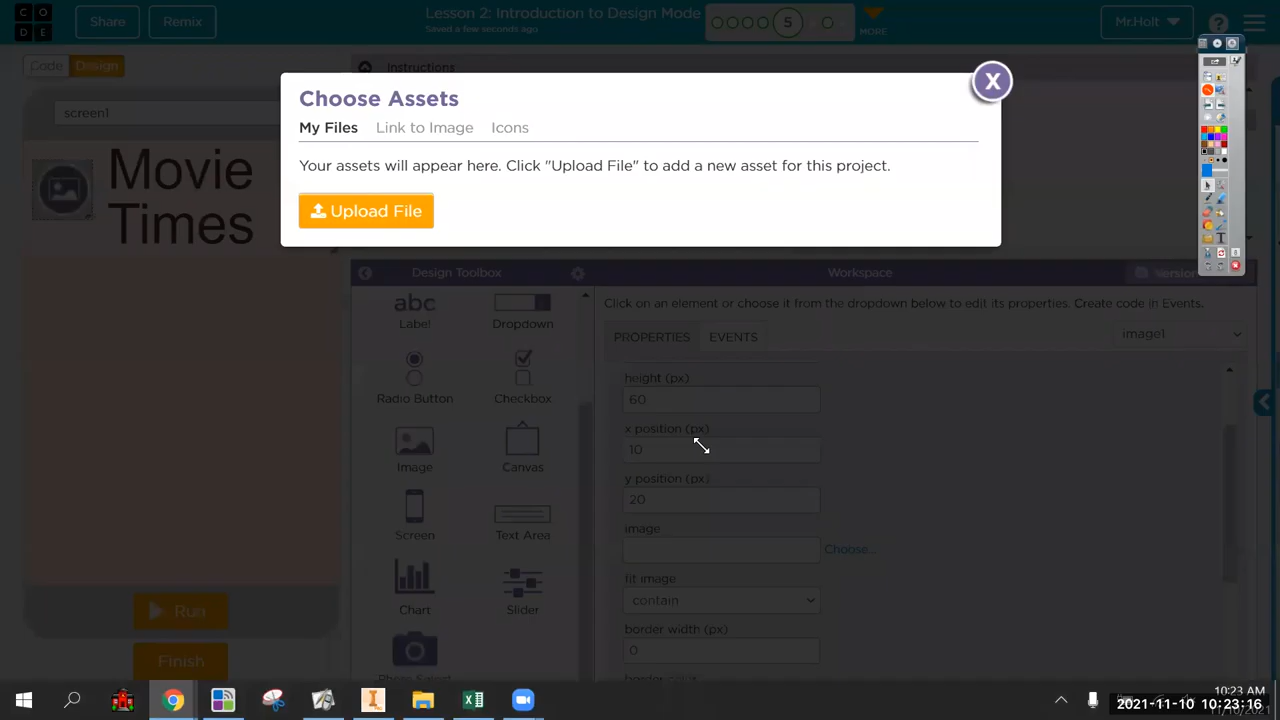 CO
DE
Share
Remix
Lesson 2: Introduction to Design Mode
Saved a few seconds ago
5
MORE
Mr.Holt
?
Code
Design
Instructions
screen1
Movie
Times
Choose Assets
X
My Files
Link to Image
Icons
Your assets will appear here. Click "Upload File" to add a new asset for this project.
Upload File
Design Toolbox
Workspace
Version
abc
Label
Dropdown
Radio Button
Checkbox
Image
Canvas
Screen
Text Area
Chart
Slider
Photo Select
Click on an element or choose it from the dropdown below to edit its properties. Create code in Events.
PROPERTIES
EVENTS
image1
height (px)
60
x position (px)
10
y position (px)
20
image
Choose...
fit image
contain
border width (px)
0
Run
Finish
10:23 AM
2021-11-10 10:23:16